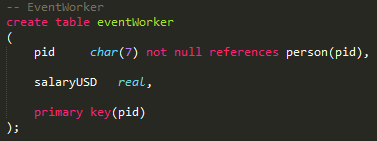 -- EventWorker
create table eventWorker
(
pid char(7) not null references person(pid),
salaryUSD real,
primary key(pid)
);